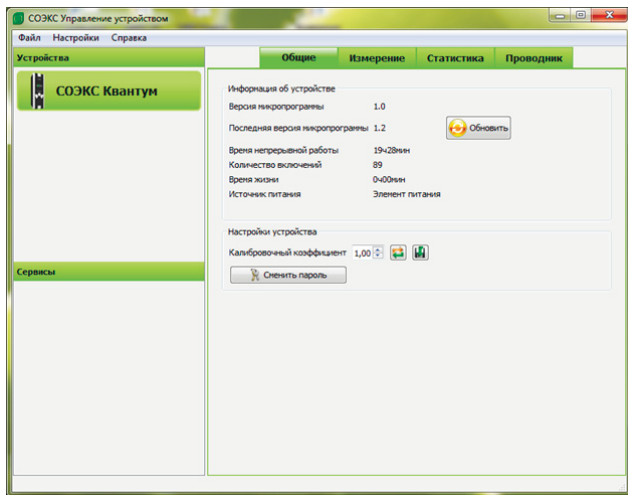 СОЭКС Управление устройством
Файл Настройки Справка
Устройства
СОЭКС Квантум
Сервисы
Общие Измерение Статистика Проводник
Информация об устройстве
Версия микропрограммы 1.0
Последняя версия микропрограммы 1.2 Обновить
Время непрерывной работы 19ч28мин
Количество включений 89
Время жизни 0ч00мин
Источник питания Элемент питания
Настройки устройства
Калибровочный коэффициент 1,00
Сменить пароль